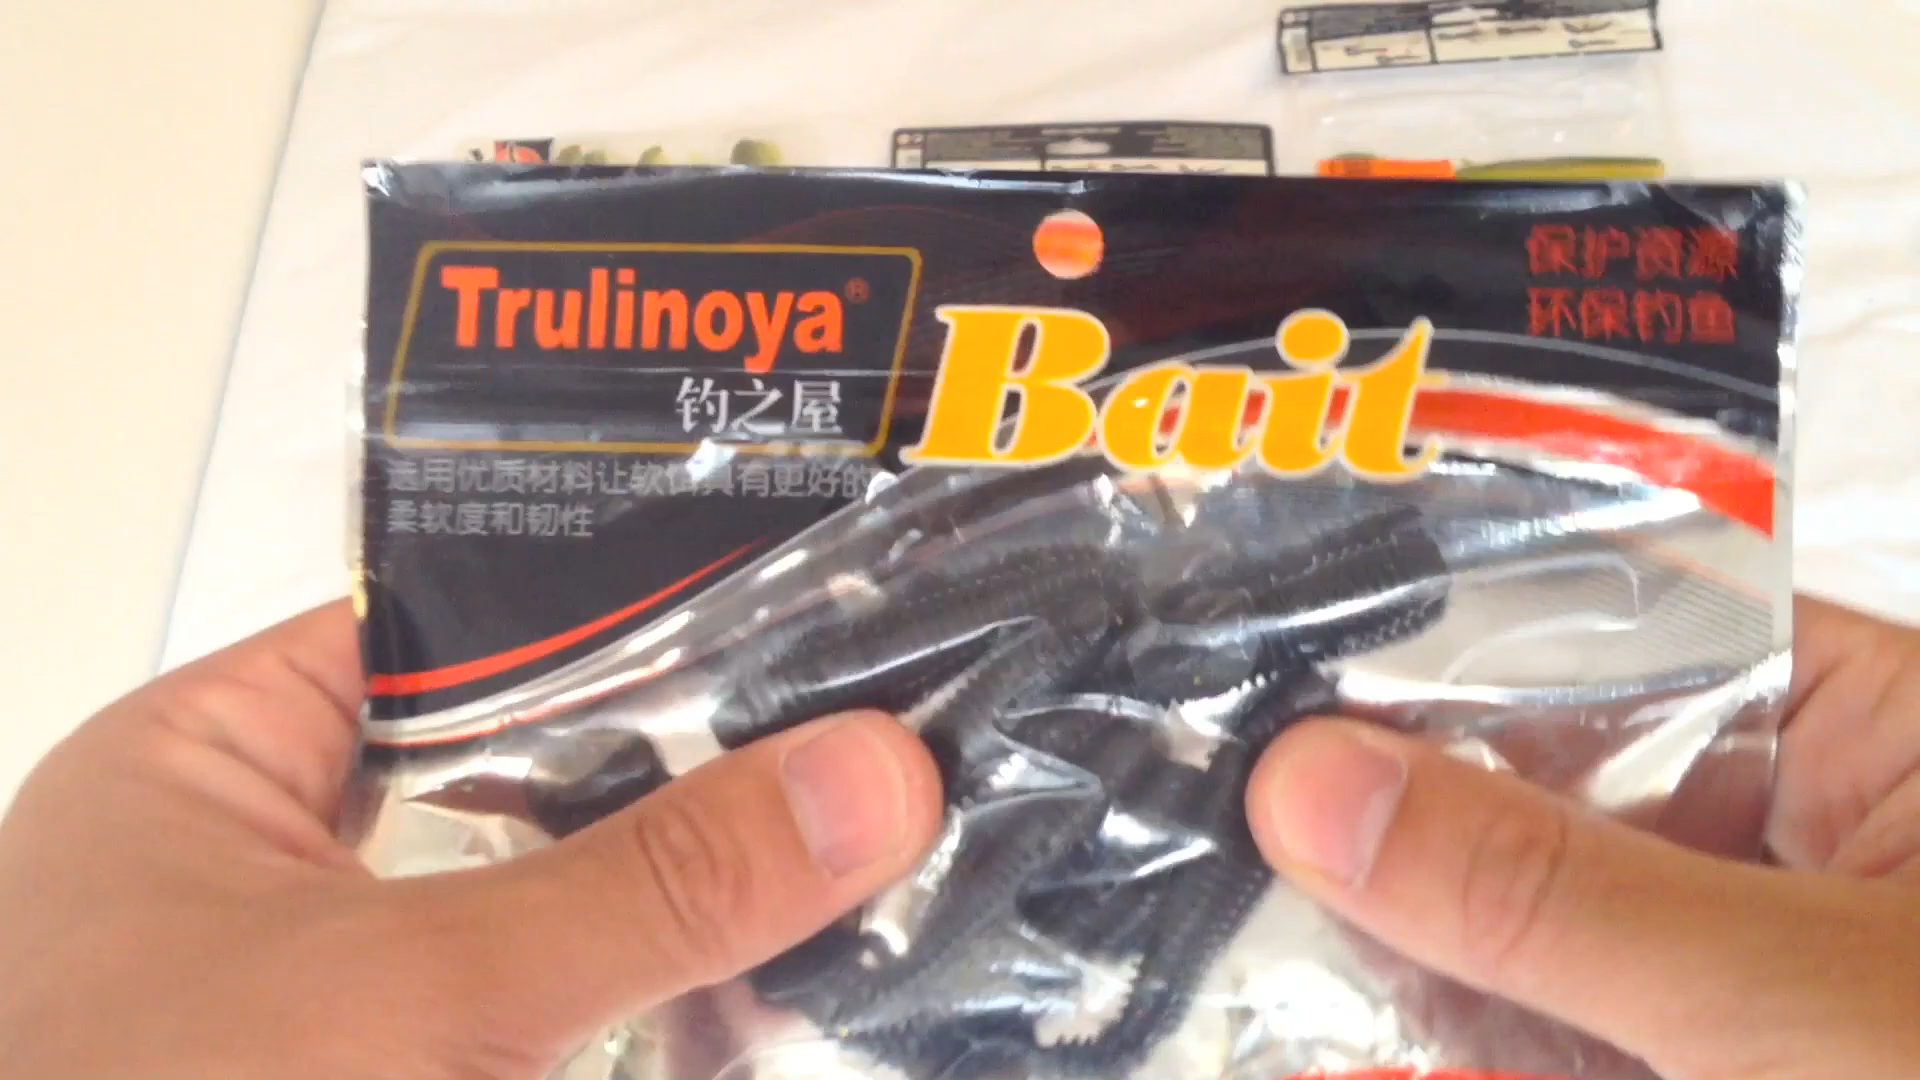 Trulinoya®
钓之屋
Bait
保护资源
环保钓鱼
选用优质材料让软饵具有更好的
柔软度和韧性